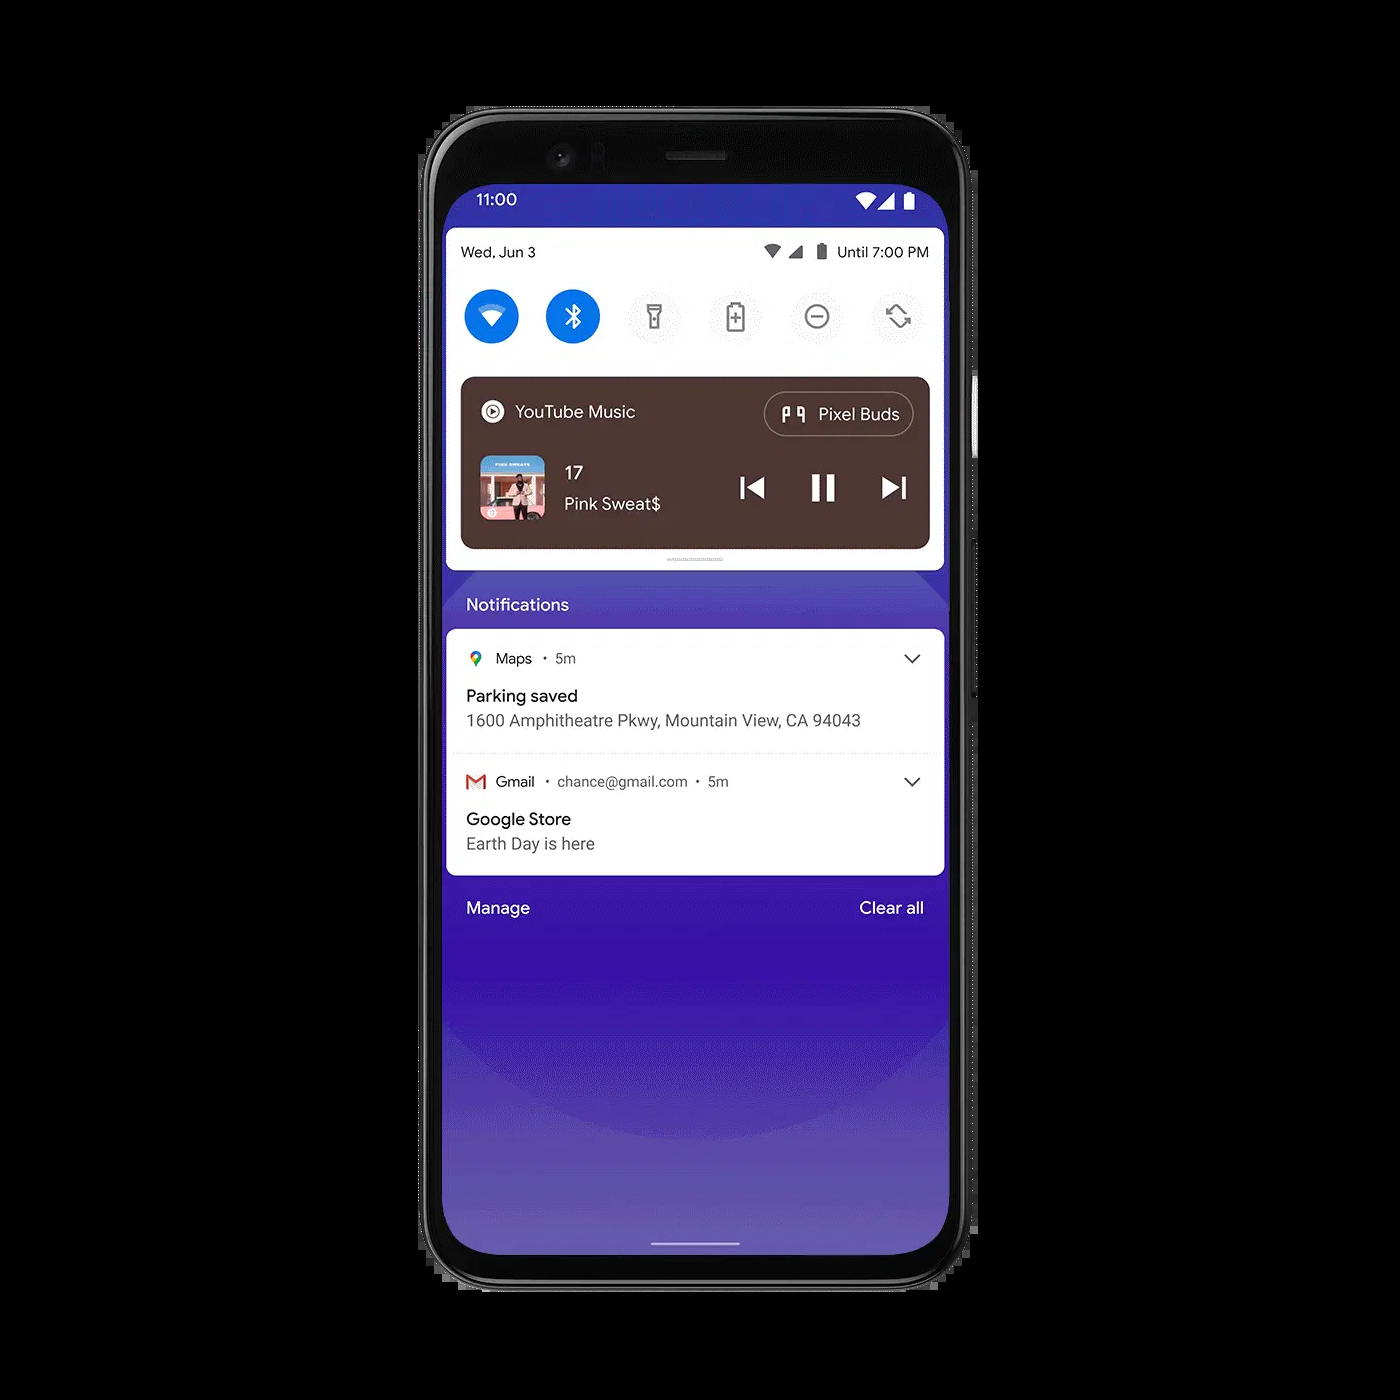 11:00
Wed, Jun 3
Until 7:00 PM
YouTube Music
Pixel Buds
PINK SWEAT$
17
Pink Sweat$
Notifications
Maps • 5m
Parking saved
1600 Amphitheatre Pkwy, Mountain View, CA 94043
Gmail • chance@gmail.com • 5m
Google Store
Earth Day is here
Manage
Clear all